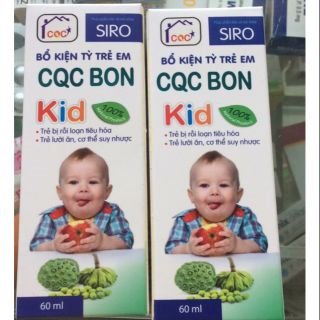 CQC
SIRO
BỔ KIỆN TỲ TRẺ EM
CQC BON
Kid
100%
• Trẻ bị rối loạn tiêu hóa
• Trẻ lười ăn, cơ thể suy nhược
60 ml
CQC
SIRO
BỔ KIỆN TỲ TRẺ EM
CQC BON
Kid
100%
• Trẻ bị rối loạn tiêu hóa
• Trẻ lười ăn, cơ thể suy nhược
60 ml